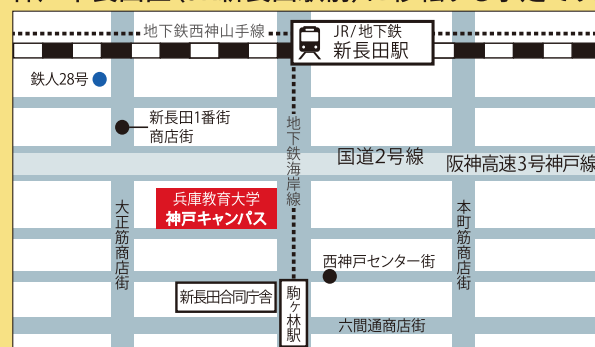 地下鉄西神山手線
JR/地下鉄
新長田駅
鉄人28号
新長田1番街
商店街
地下鉄海岸線
国道2号線
阪神高速3号神戸線
兵庫教育大学
神戸キャンパス
大正筋商店街
本町筋商店街
西神戸センター街
新長田合同庁舎
駒ヶ林駅
六間通商店街